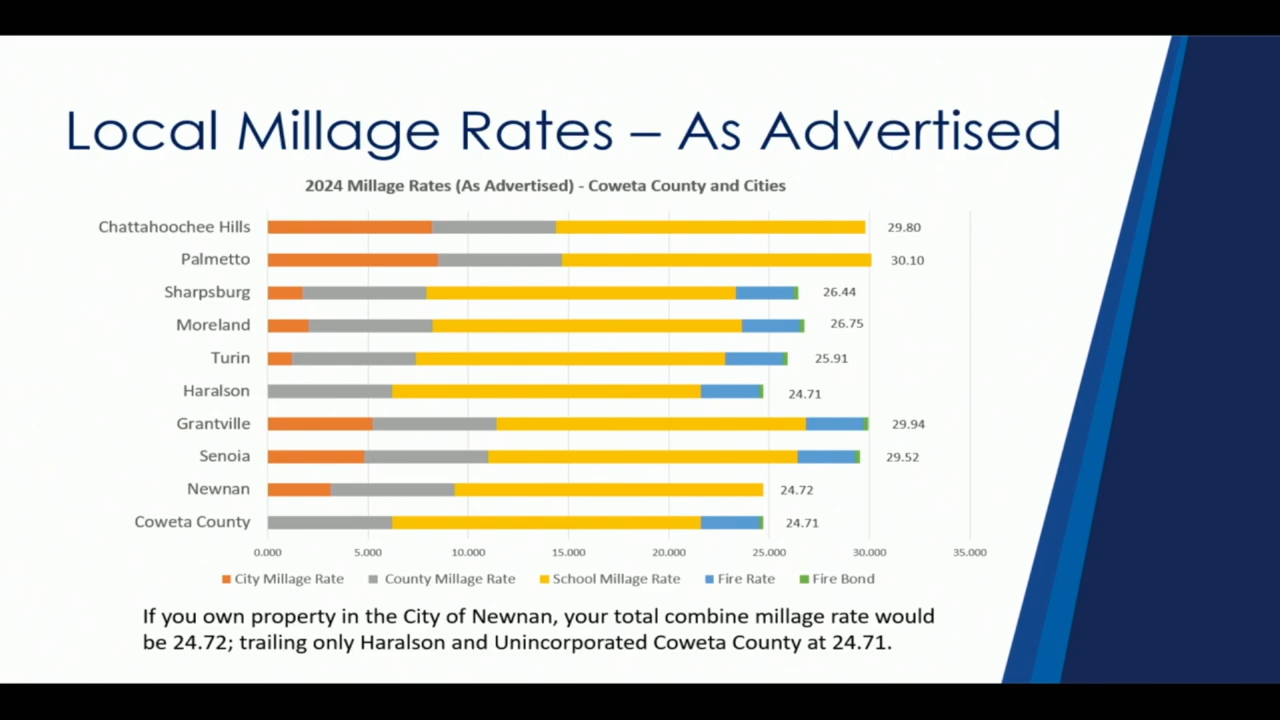 Local Millage Rates – As Advertised
2024 Millage Rates (As Advertised) - Coweta County and Cities
Chattahoochee Hills 29.80
Palmetto 30.10
Sharpsburg 26.44
Moreland 26.75
Turin 25.91
Haralson 24.71
Grantville 29.94
Senoia 29.52
Newnan 24.72
Coweta County 24.71
0.000 5.000 10.000 15.000 20.000 25.000 30.000 35.000
City Millage Rate County Millage Rate School Millage Rate Fire Rate Fire Bond
If you own property in the City of Newnan, your total combine millage rate would
be 24.72; trailing only Haralson and Unincorporated Coweta County at 24.71.